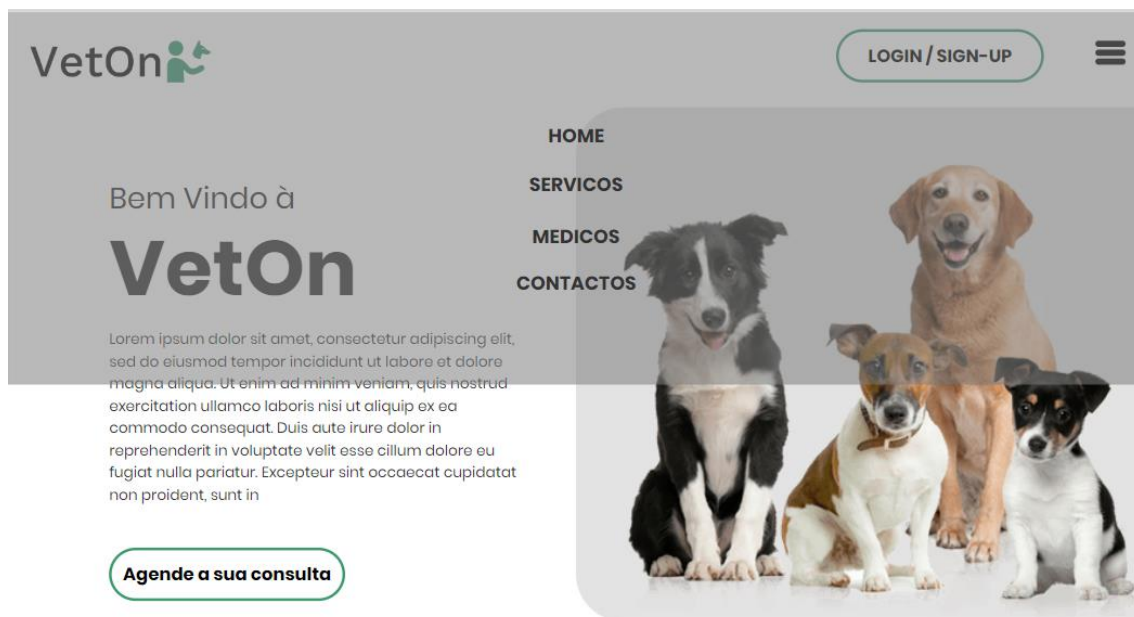 VetOn
LOGIN / SIGN-UP
HOME
SERVICOS
MEDICOS
CONTACTOS
Bem Vindo à
VetOn
Lorem ipsum dolor sit amet, consectetur adipiscing elit,
sed do eiusmod tempor incididunt ut labore et dolore
magna aliqua. Ut enim ad minim veniam, quis nostrud
exercitation ullamco laboris nisi ut aliquip ex ea
commodo consequat. Duis aute irure dolor in
reprehenderit in voluptate velit esse cillum dolore eu
fugiat nulla pariatur. Excepteur sint occaecat cupidatat
non proident, sunt in
Agende a sua consulta